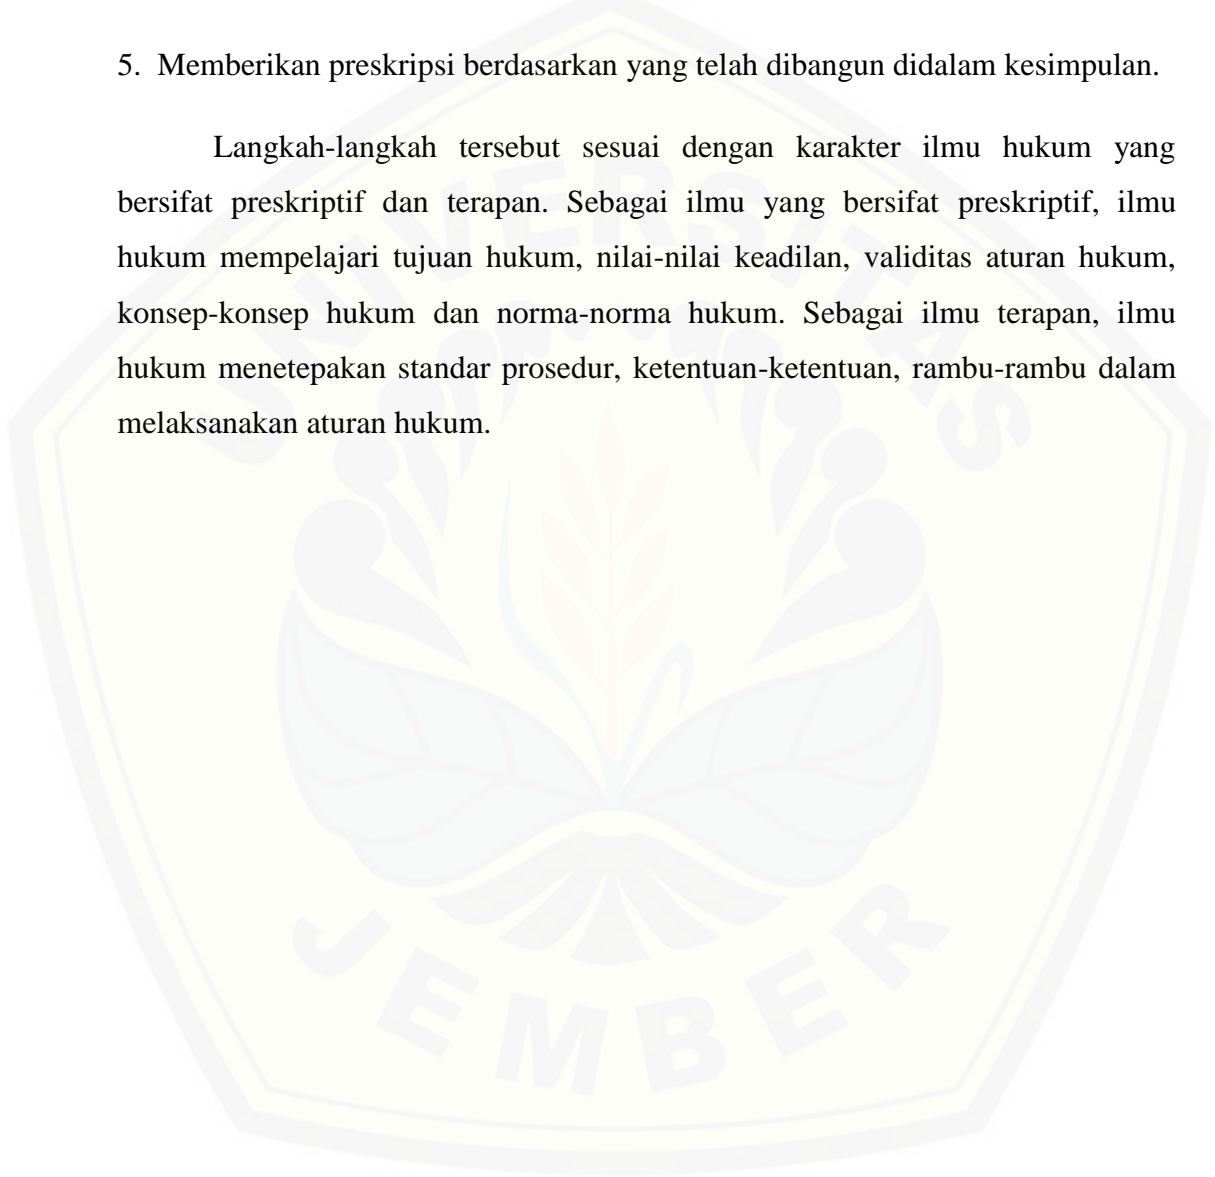 5. Memberikan preskripsi berdasarkan yang telah dibangun didalam kesimpulan.
Langkah-langkah tersebut sesuai dengan karakter ilmu hukum yang
bersifat preskriptif dan terapan. Sebagai ilmu yang bersifat preskriptif, ilmu
hukum mempelajari tujuan hukum, nilai-nilai keadilan, validitas aturan hukum,
konsep-konsep hukum dan norma-norma hukum. Sebagai ilmu terapan, ilmu
hukum menetepakan standar prosedur, ketentuan-ketentuan, rambu-rambu dalam
melaksanakan aturan hukum.
UNIVERSITAS
JEMBER